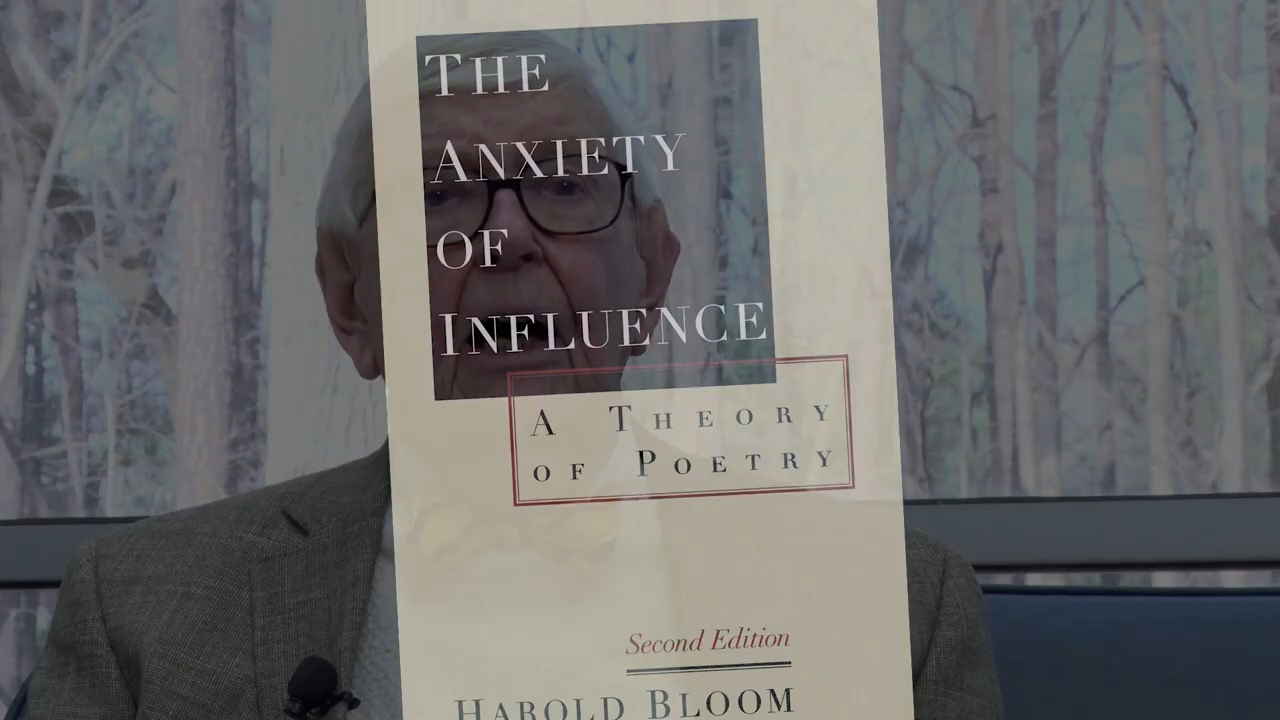 THE
ANXIETY
OF
INFLUENCE
A THEORY
OF POETRY
Second Edition
HAROLD BLOOM